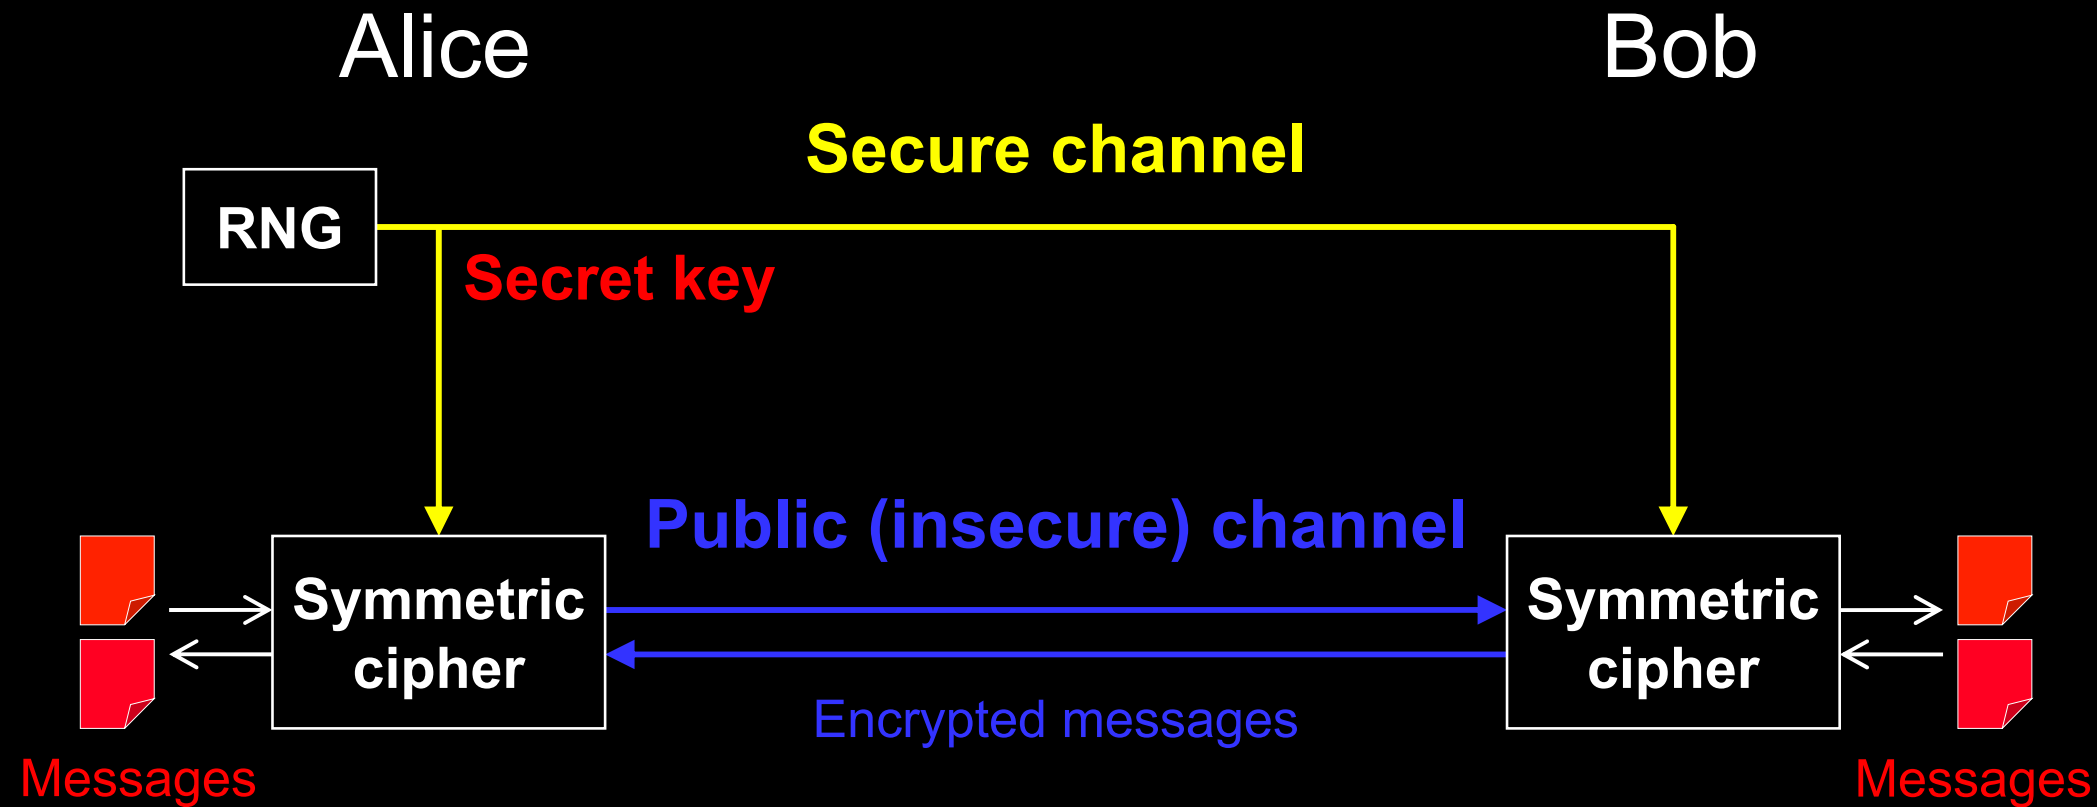 Alice
Bob
Secure channel
RNG
Secret key
Public (insecure) channel
Symmetric
cipher
Symmetric
cipher
Encrypted messages
Messages
Messages